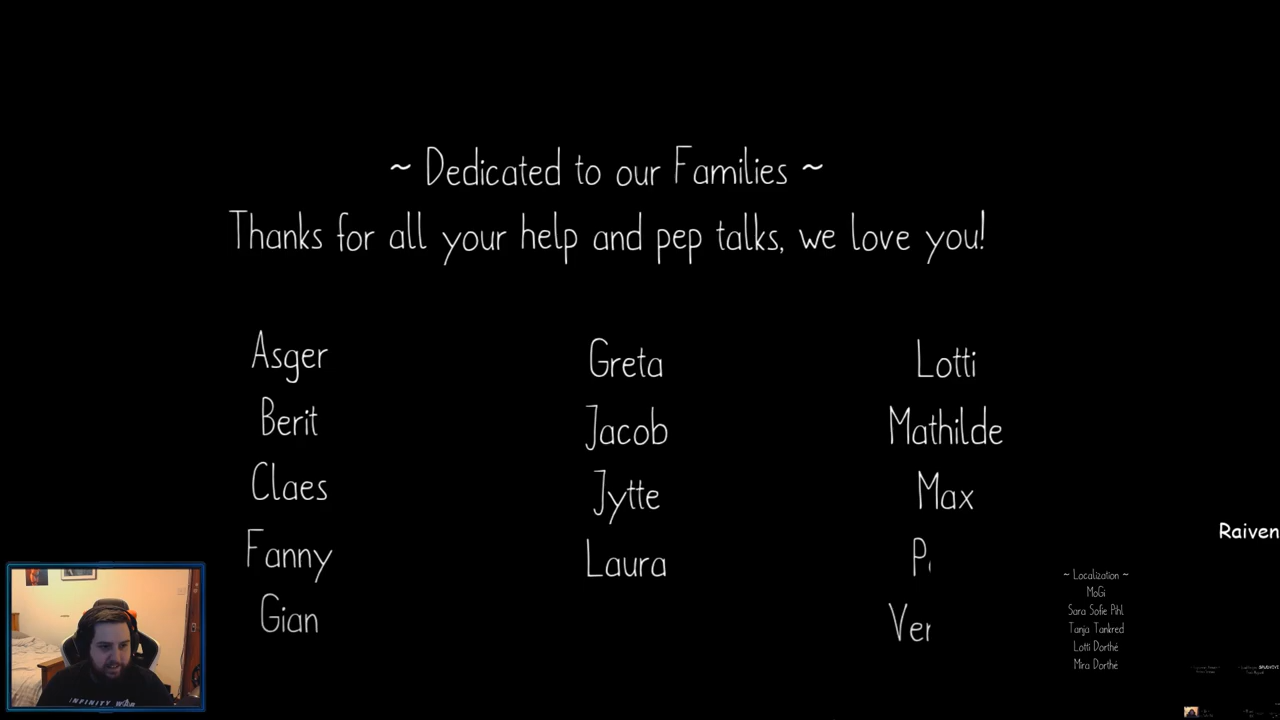 ~ Dedicated to our Families ~
Thanks for all your help and pep talks, we love you!
Asger
Berit
Claes
Fanny
Gian
Greta
Jacob
Jytte
Laura
Lotti
Mathilde
Max
~ Localization ~
MoGi
Sara Sofie Pihl
Tanja Tankred
Lotti Dorthé
Mira Dorthé
Raiven
INFINITY WAR